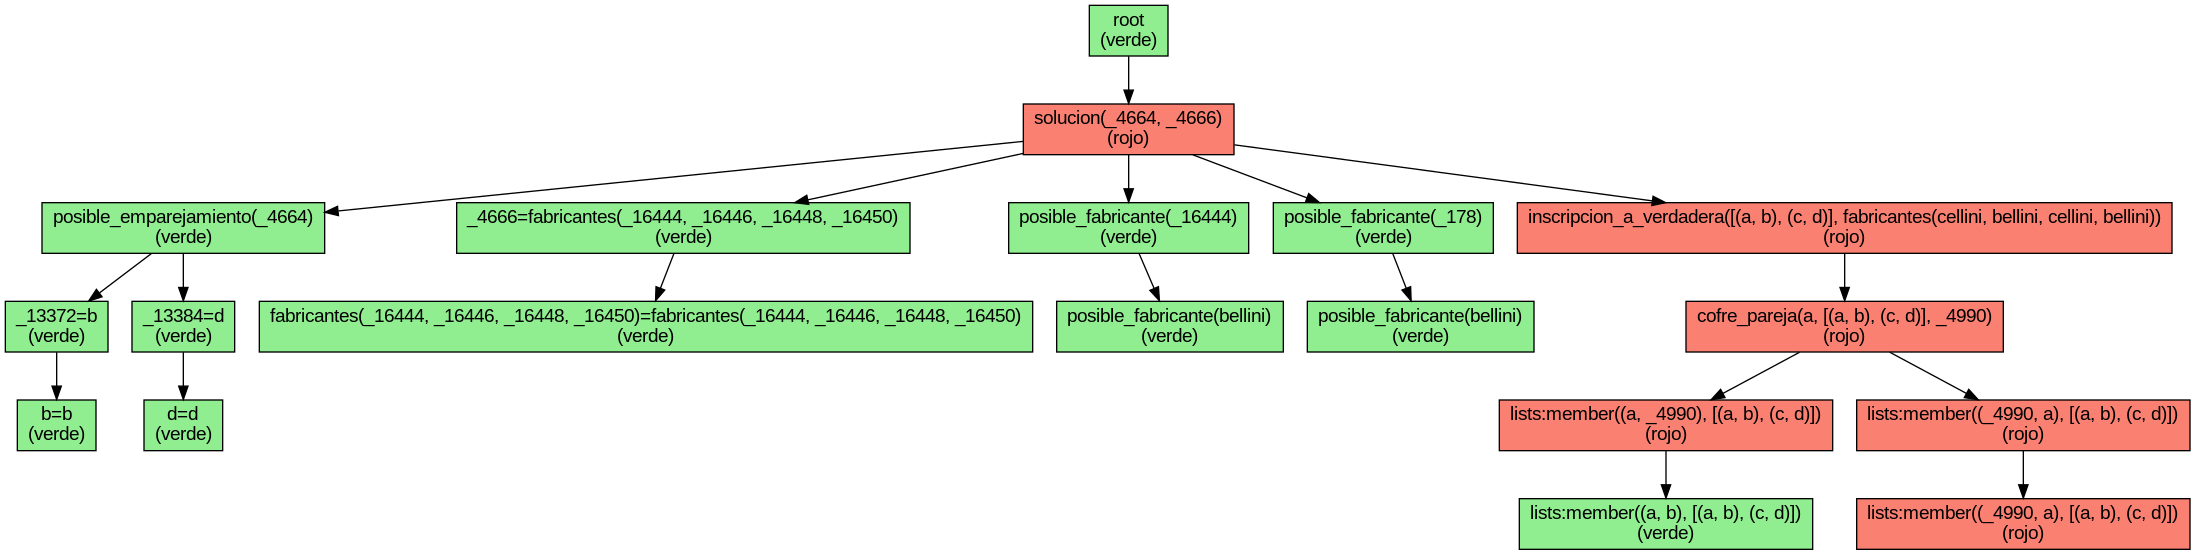 root
(verde)
solucion(_4664, _4666)
(rojo)
posible_emparejamiento(_4664)
(verde)
_4666=fabricantes(_16444, _16446, _16448, _16450)
(verde)
posible_fabricante(_16444)
(verde)
posible_fabricante(_178)
(verde)
inscripcion_a_verdadera([(a, b), (c, d)], fabricantes(cellini, bellini, cellini, bellini))
(rojo)
_13372=b
(verde)
_13384=d
(verde)
fabricantes(_16444, _16446, _16448, _16450)=fabricantes(_16444, _16446, _16448, _16450)
(verde)
posible_fabricante(bellini)
(verde)
posible_fabricante(bellini)
(verde)
cofre_pareja(a, [(a, b), (c, d)], _4990)
(rojo)
b=b
(verde)
d=d
(verde)
lists:member((a, _4990), [(a, b), (c, d)])
(rojo)
lists:member((_4990, a), [(a, b), (c, d)])
(rojo)
lists:member((a, b), [(a, b), (c, d)])
(verde)
lists:member((_4990, a), [(a, b), (c, d)])
(rojo)